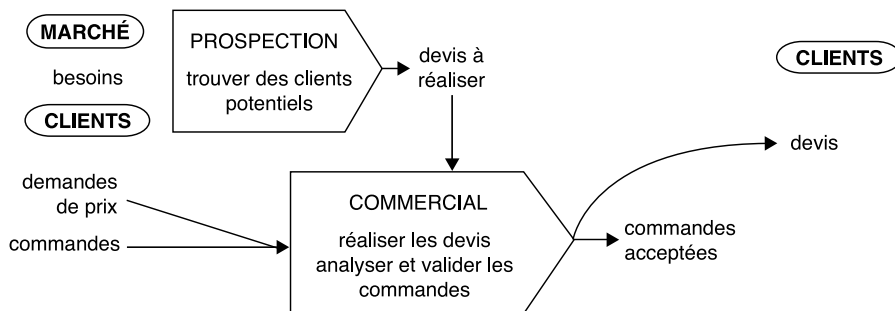 MARCHÉ
besoins
CLIENTS
PROSPECTION
trouver des clients
potentiels
devis à
réaliser
CLIENTS
devis
demandes
de prix
commandes
COMMERCIAL
réaliser les devis
analyser et valider les
commandes
commandes
acceptées